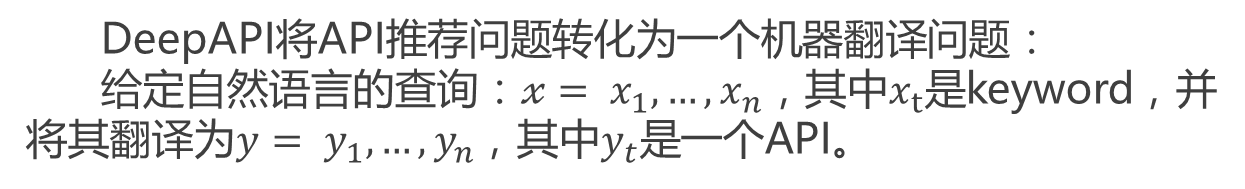 DeepAPI将API推荐问题转化为一个机器翻译问题：
给定自然语言的查询：𝑥 = 𝑥₁, … , 𝑥ₙ，其中𝑥ₜ是keyword，并
将其翻译为𝑦 = 𝑦₁, … , 𝑦ₙ，其中𝑦ₜ是一个API。